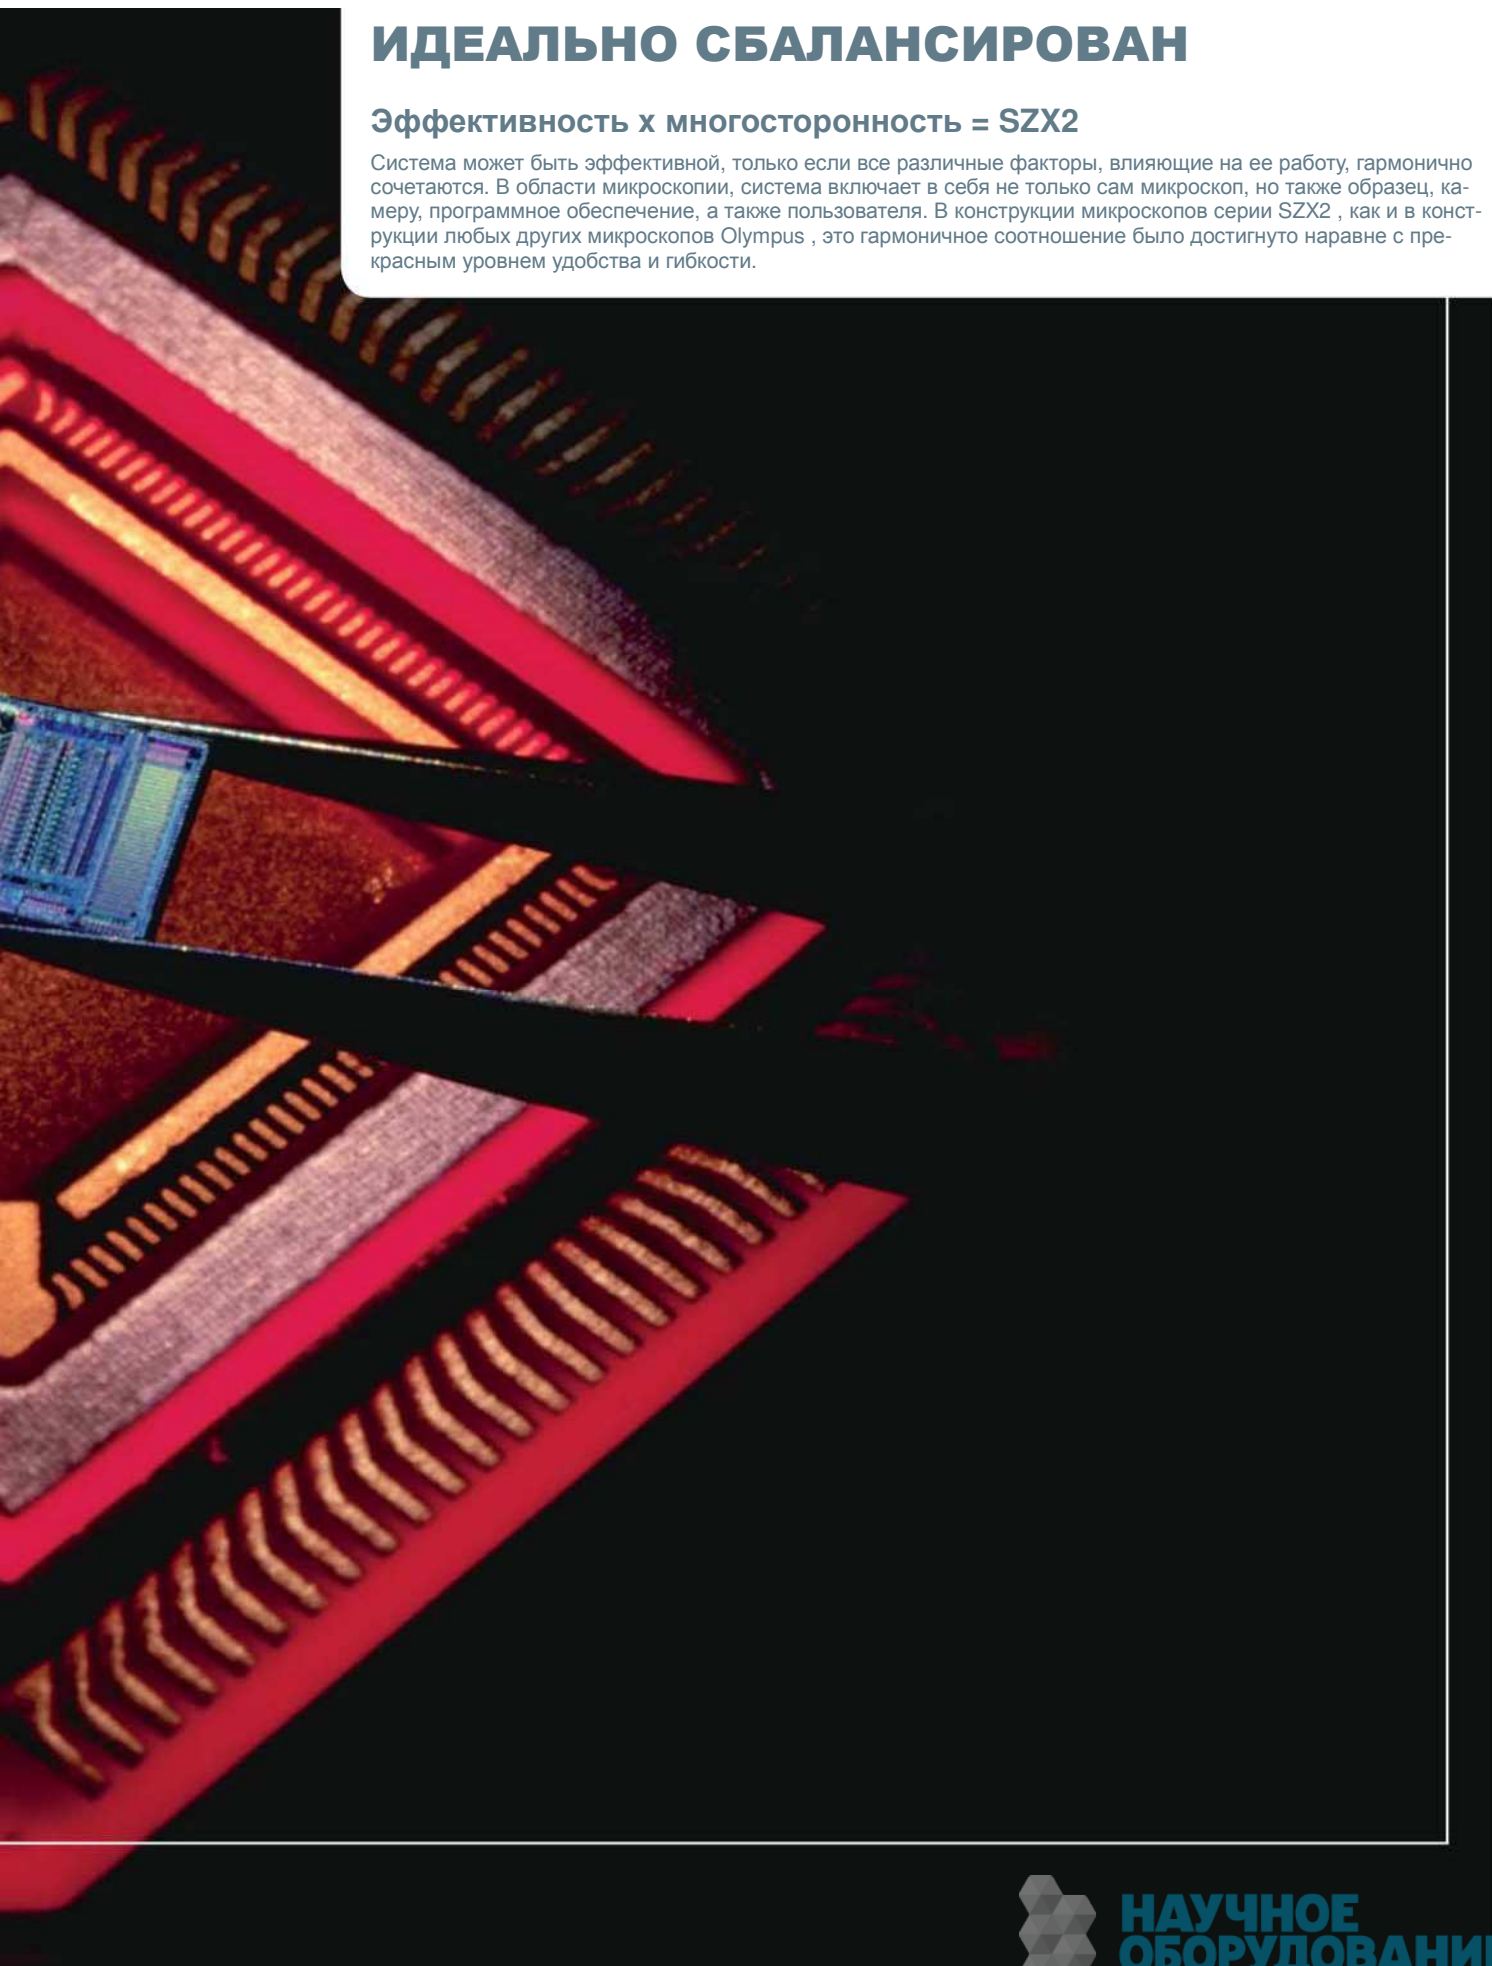 ИДЕАЛЬНО СБАЛАНСИРОВАН
Эффективность x многосторонность = SZX2
Система может быть эффективной, только если все различные факторы, влияющие на ее работу, гармонично
сочетаются. В области микроскопии, система включает в себя не только сам микроскоп, но также образец, ка-
меру, программное обеспечение, а также пользователя. В конструкции микроскопов серии SZX2 , как и в конст-
рукции любых других микроскопов Olympus , это гармоничное соотношение было достигнуто наравне с пре-
красным уровнем удобства и гибкости.
НАУЧНОЕ
ОБОРУДОВАНИЕ